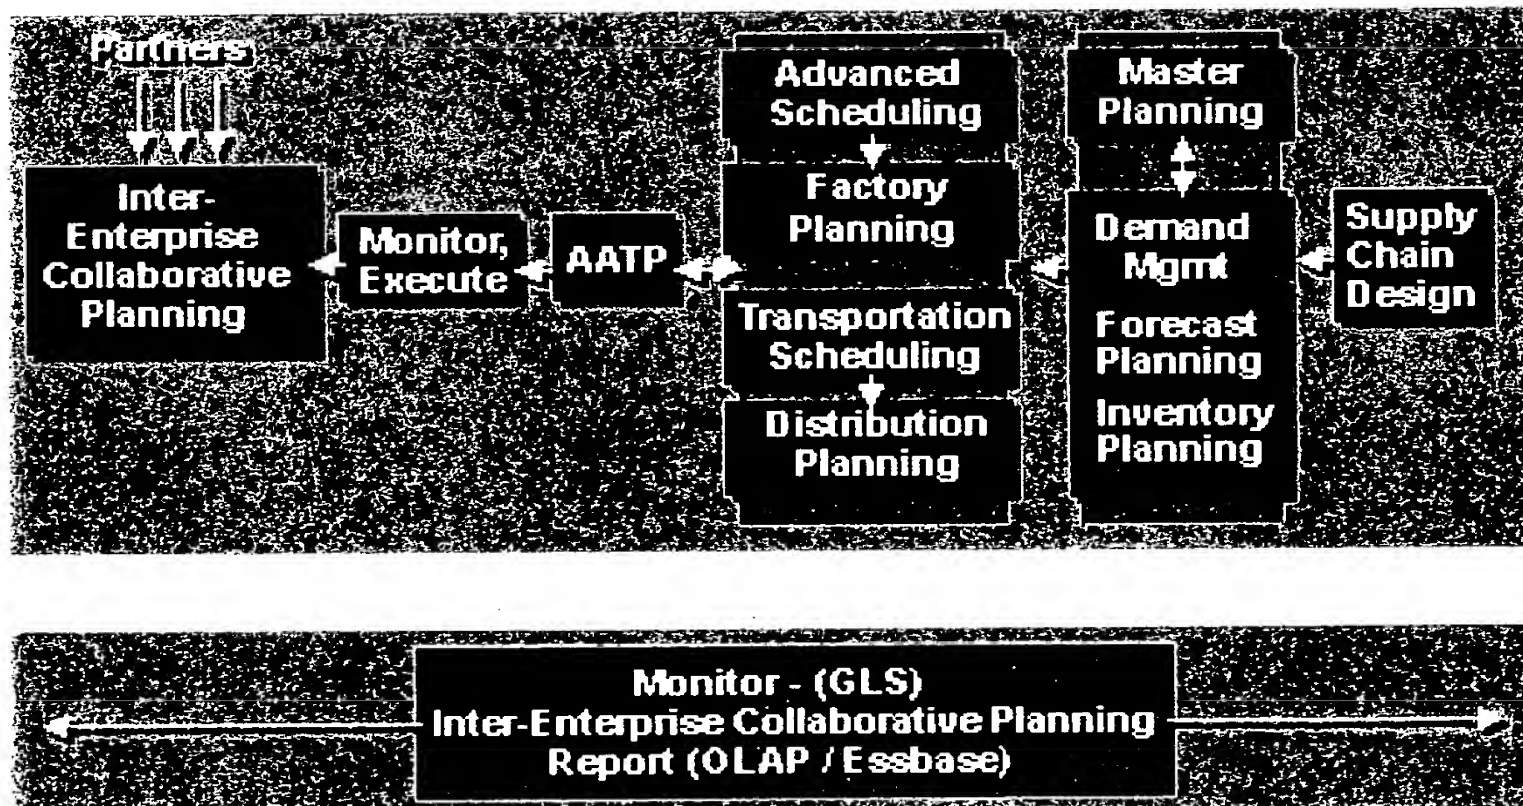 Partners
Inter-
Enterprise
Collaborative
Planning
Monitor,
Execute
AATP
Advanced
Scheduling
Factory
Planning
Transportation
Scheduling
Distribution
Planning
Master
Planning
Demand
Mgmt
Forecast
Planning
Inventory
Planning
Supply
Chain
Design
Monitor - (GLS)
Inter-Enterprise Collaborative Planning
Report (OLAP / Essbase)